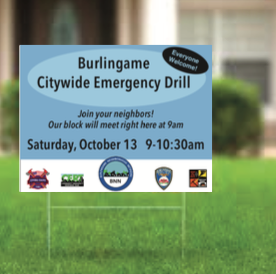 Everyone
Welcome!
Burlingame
Citywide Emergency Drill
Join your neighbors!
Our block will meet right here at 9am
Saturday, October 13 9-10:30am
BNN